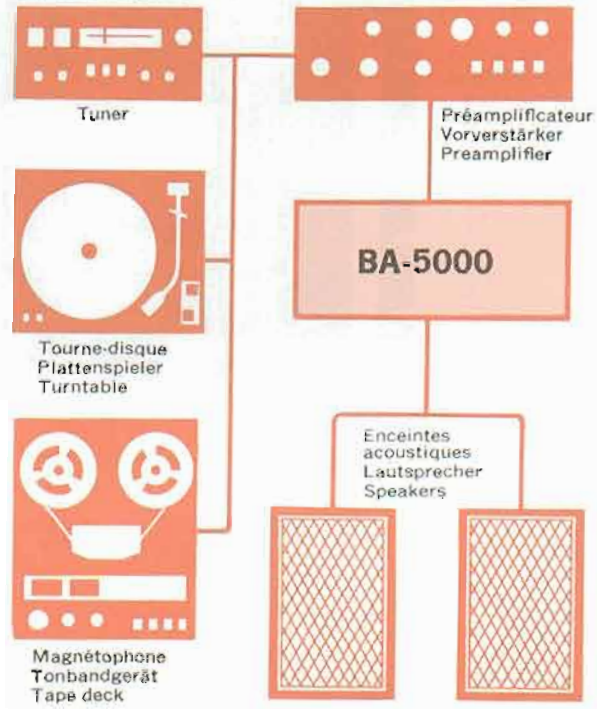 Tuner
Préamplificateur
Vorverstärker
Preamplifier
BA-5000
Tourne-disque
Plattenspieler
Turntable
Enceintes
acoustiques
Lautsprecher
Speakers
Magnétophone
Tonbandgerät
Tape deck